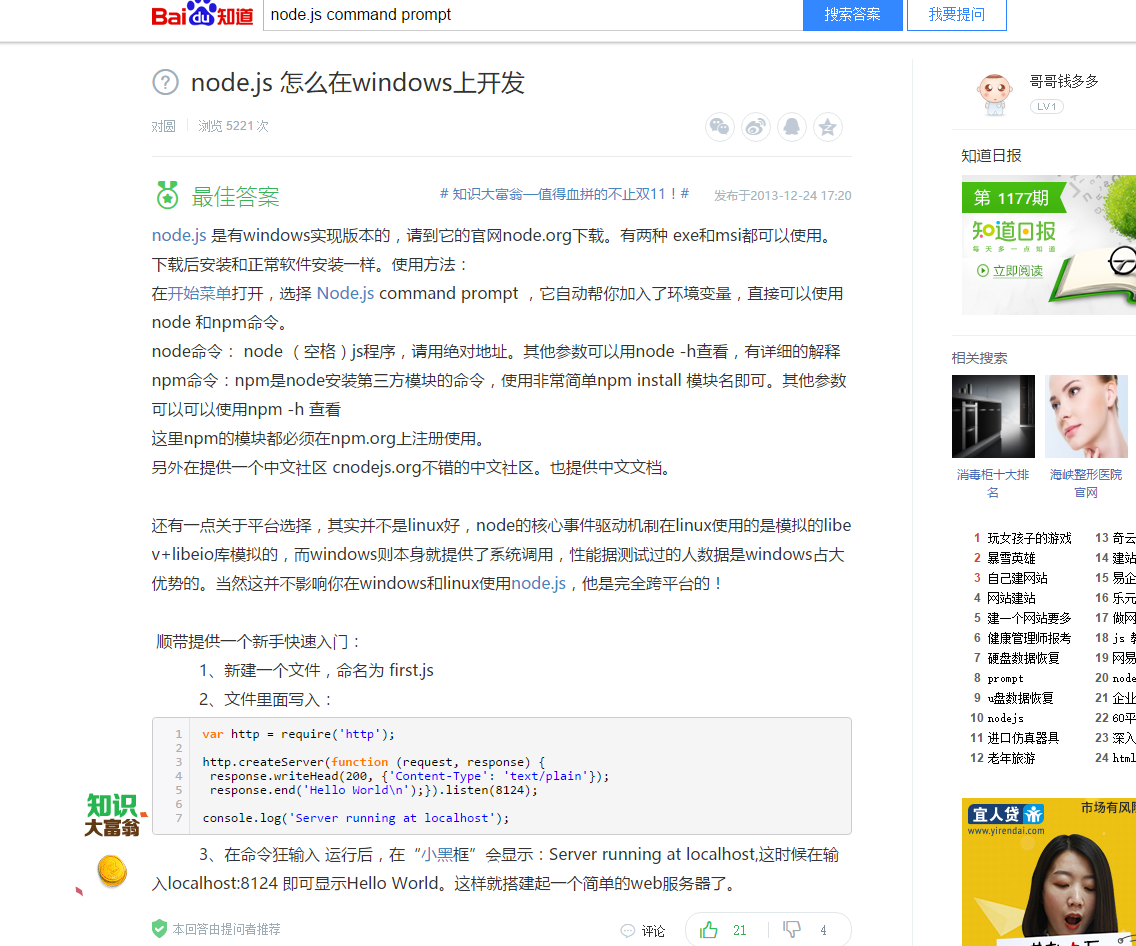 Bai du 知道
node.js command prompt
搜索答案
我要提问
node.js 怎么在windows上开发
对圆
浏览 5221 次
最佳答案
# 知识大富翁—值得血拼的不止双11！#
发布于2013-12-24 17:20
node.js 是有windows实现版本的，请到它的官网node.org下载。有两种 exe和msi都可以使用。
下载后安装和正常软件安装一样。使用方法：
在开始菜单打开，选择 Node.js command prompt ，它自动帮你加入了环境变量，直接可以使用
node 和npm命令。
node命令： node （空格）js程序，请用绝对地址。其他参数可以用node -h查看，有详细的解释
npm命令：npm是node安装第三方模块的命令，使用非常简单npm install 模块名即可。其他参数
可以可以使用npm -h 查看
这里npm的模块都必须在npm.org上注册使用。
另外在提供一个中文社区 cnodejs.org不错的中文社区。也提供中文文档。
还有一点关于平台选择，其实并不是linux好，node的核心事件驱动机制在linux使用的是模拟的libe
v+libeio库模拟的，而windows则本身就提供了系统调用，性能据测试过的人数据是windows占大
优势的。当然这并不影响你在windows和linux使用node.js，他是完全跨平台的！
顺带提供一个新手快速入门：
1、新建一个文件，命名为 first.js
2、文件里面写入：
1 var http = require('http');
2
3 http.createServer(function (request, response) {
4 response.writeHead(200, {'Content-Type': 'text/plain'});
5 response.end('Hello World\n');}).listen(8124);
6
7 console.log('Server running at localhost');
3、在命令狂输入 运行后，在“小黑框”会显示：Server running at localhost,这时候在输
入localhost:8124 即可显示Hello World。这样就搭建起一个简单的web服务器了。
本回答由提问者推荐
评论
21
4
知识
大富翁
哥哥钱多多
LV1
知道日报
第 1177期
知道日报
每天多一点知道
立即阅读
相关搜索
消毒柜十大排
名
海峡整形医院
官网
1 玩女孩子的游戏
2 暴雪英雄
3 自己建网站
4 网站建站
5 建一个网站要多
6 健康管理师报考
7 硬盘数据恢复
8 prompt
9 u盘数据恢复
10 nodejs
11 进口仿真器具
12 老年旅游
13 奇云
14 建站
15 易企
16 乐元
17 做网
18 js 教
19 网易
20 node
21 企业
22 60平
23 深入
24 html
宜人贷
www.yirendai.com
市场有风险